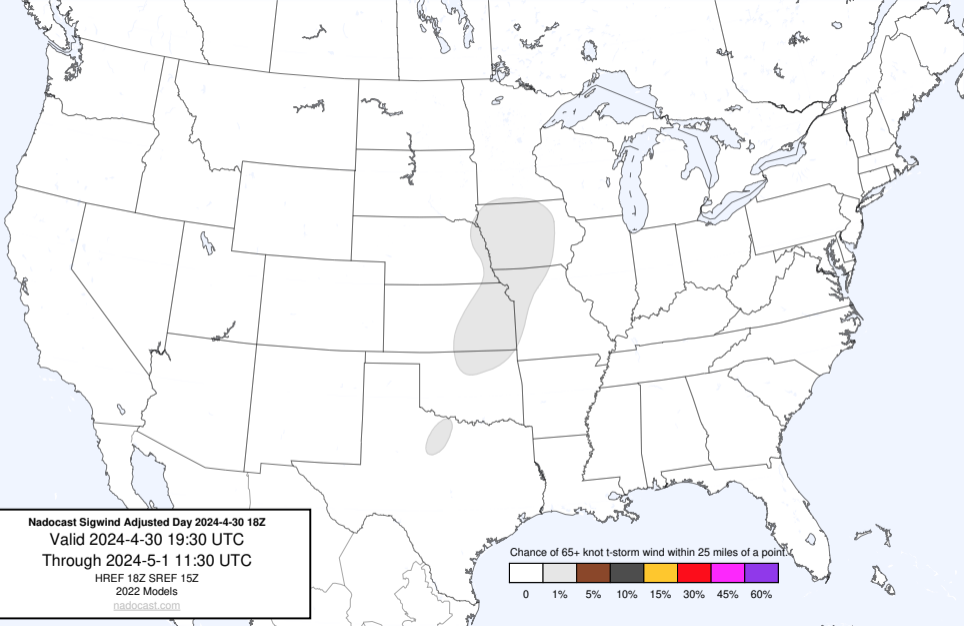 Nadocast Sigwind Adjusted Day 2024-4-30 18Z
Valid 2024-4-30 19:30 UTC
Through 2024-5-1 11:30 UTC
HREF 18Z SREF 15Z
2022 Models
nadocast.com
Chance of 65+ knot t-storm wind within 25 miles of a point.
0 1% 5% 10% 15% 30% 45% 60%